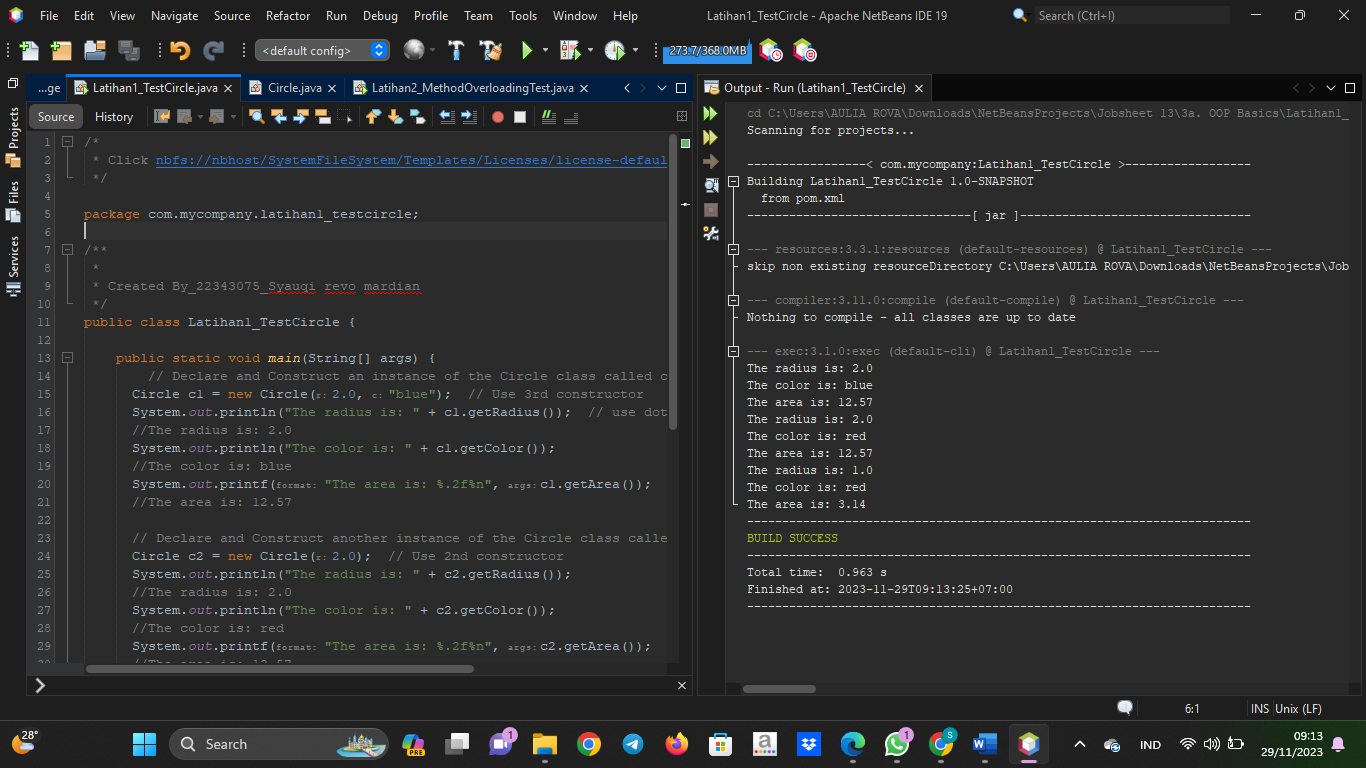 File Edit View Navigate Source Refactor Run Debug Profile Team Tools Window Help
Latihan1_TestCircle - Apache NetBeans IDE 19
Search (Ctrl+I)
<default config>
273.7/368.0MB
...ge Latihan1_TestCircle.java Circle.java Latihan2_MethodOverloadingTest.java
Source History
Projects
Files
Services
1 /*
2 * Click nbfs://nbhost/SystemFileSystem/Templates/Licenses/license-defaul
3 */
4
5 package com.mycompany.latihan1_testcircle;
6
7 /**
8 *
9 * Created By_22343075_Syauqi revo mardian
10 */
11 public class Latihan1_TestCircle {
12
13 public static void main(String[] args) {
14 // Declare and Construct an instance of the Circle class called c
15 Circle c1 = new Circle(r: 2.0, c: "blue"); // Use 3rd constructor
16 System.out.println("The radius is: " + c1.getRadius()); // use dot
17 //The radius is: 2.0
18 System.out.println("The color is: " + c1.getColor());
19 //The color is: blue
20 System.out.printf(format: "The area is: %.2f%n", args: c1.getArea());
21 //The area is: 12.57
22
23 // Declare and Construct another instance of the Circle class calle
24 Circle c2 = new Circle(r: 2.0); // Use 2nd constructor
25 System.out.println("The radius is: " + c2.getRadius());
26 //The radius is: 2.0
27 System.out.println("The color is: " + c2.getColor());
28 //The color is: red
29 System.out.printf(format: "The area is: %.2f%n", args: c2.getArea());
Output - Run (Latihan1_TestCircle)
cd C:\Users\AULIA ROVA\Downloads\NetBeansProjects\Jobsheet 13\3a. OOP Basics\Latihan1_
Scanning for projects...
-----------------< com.mycompany:Latihan1_TestCircle >------------------
Building Latihan1_TestCircle 1.0-SNAPSHOT
from pom.xml
--------------------------------[ jar ]---------------------------------
--- resources:3.3.1:resources (default-resources) @ Latihan1_TestCircle ---
skip non existing resourceDirectory C:\Users\AULIA ROVA\Downloads\NetBeansProjects\Job
--- compiler:3.11.0:compile (default-compile) @ Latihan1_TestCircle ---
Nothing to compile - all classes are up to date
--- exec:3.1.0:exec (default-cli) @ Latihan1_TestCircle ---
The radius is: 2.0
The color is: blue
The area is: 12.57
The radius is: 2.0
The color is: red
The area is: 12.57
The radius is: 1.0
The color is: red
The area is: 3.14
------------------------------------------------------------------------
BUILD SUCCESS
------------------------------------------------------------------------
Total time: 0.963 s
Finished at: 2023-11-29T09:13:25+07:00
------------------------------------------------------------------------
6:1 INS Unix (LF)
28°
Search
PRE
1
1
S
IND
09:13
29/11/2023